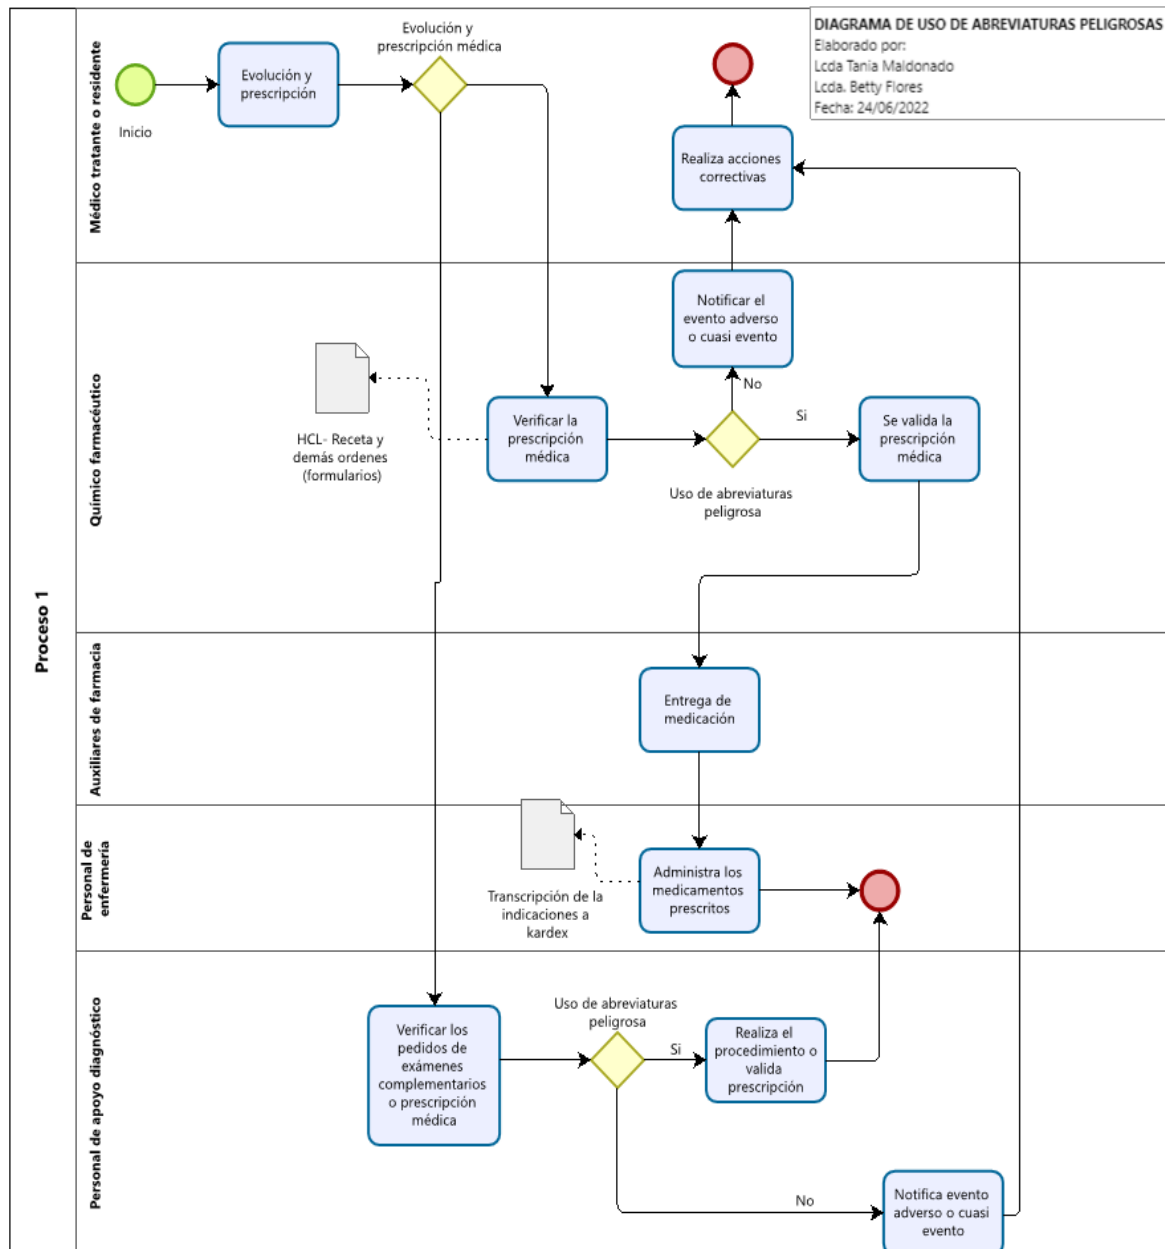 DIAGRAMA DE USO DE ABREVIATURAS PELIGROSAS
Elaborado por:
Lcda Tania Maldonado
Lcda. Betty Flores
Fecha: 24/06/2022
Proceso 1
Médico tratante o residente
Inicio
Evolución y
prescripción
Evolución y
prescripción médica
Realiza acciones
correctivas
Químico farmacéutico
Notificar el
evento adverso
o cuasi evento
No
HCL- Receta y
demás ordenes
(formularios)
Verificar la
prescripción
médica
Uso de abreviaturas
peligrosa
Si
Se valida la
prescripción
médica
Auxiliares de farmacia
Entrega de
medicación
Personal de
enfermería
Transcripción de la
indicaciones a
kardex
Administra los
medicamentos
prescritos
Personal de apoyo diagnóstico
Verificar los
pedidos de
exámenes
complementarios
o prescripción
médica
Uso de abreviaturas
peligrosa
Si
Realiza el
procedimiento o
valida
prescripción
No
Notifica evento
adverso o cuasi
evento